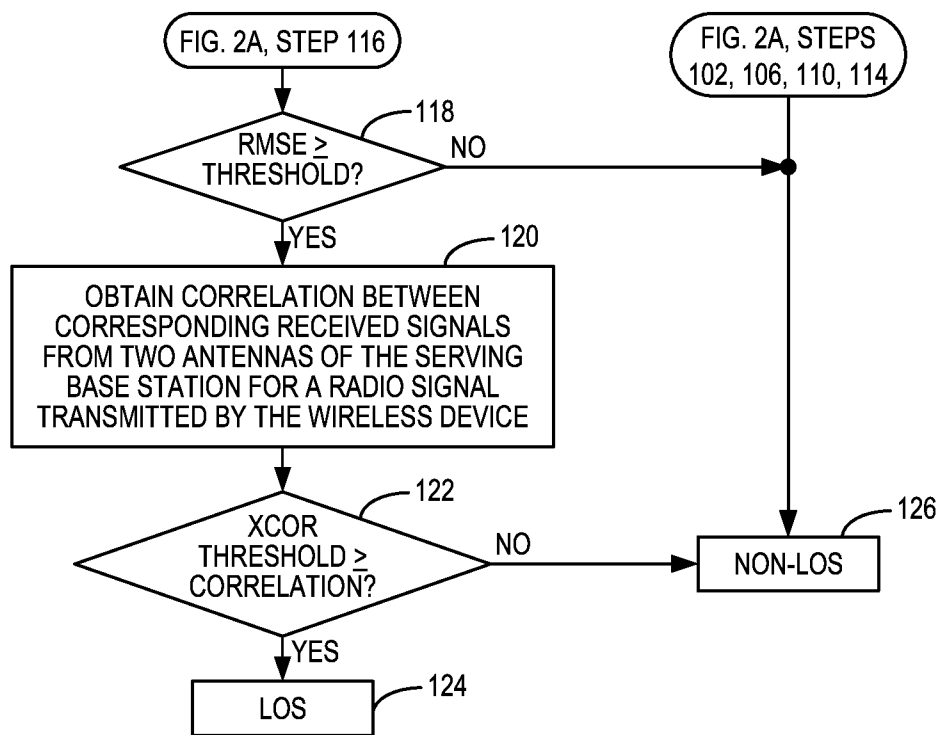 FIG. 2A, STEP 116
FIG. 2A, STEPS
102, 106, 110, 114
118
RMSE ≥
THRESHOLD?
NO
YES
120
OBTAIN CORRELATION BETWEEN
CORRESPONDING RECEIVED SIGNALS
FROM TWO ANTENNAS OF THE SERVING
BASE STATION FOR A RADIO SIGNAL
TRANSMITTED BY THE WIRELESS DEVICE
122
XCOR
THRESHOLD ≥
CORRELATION?
NO
126
NON-LOS
YES
124
LOS